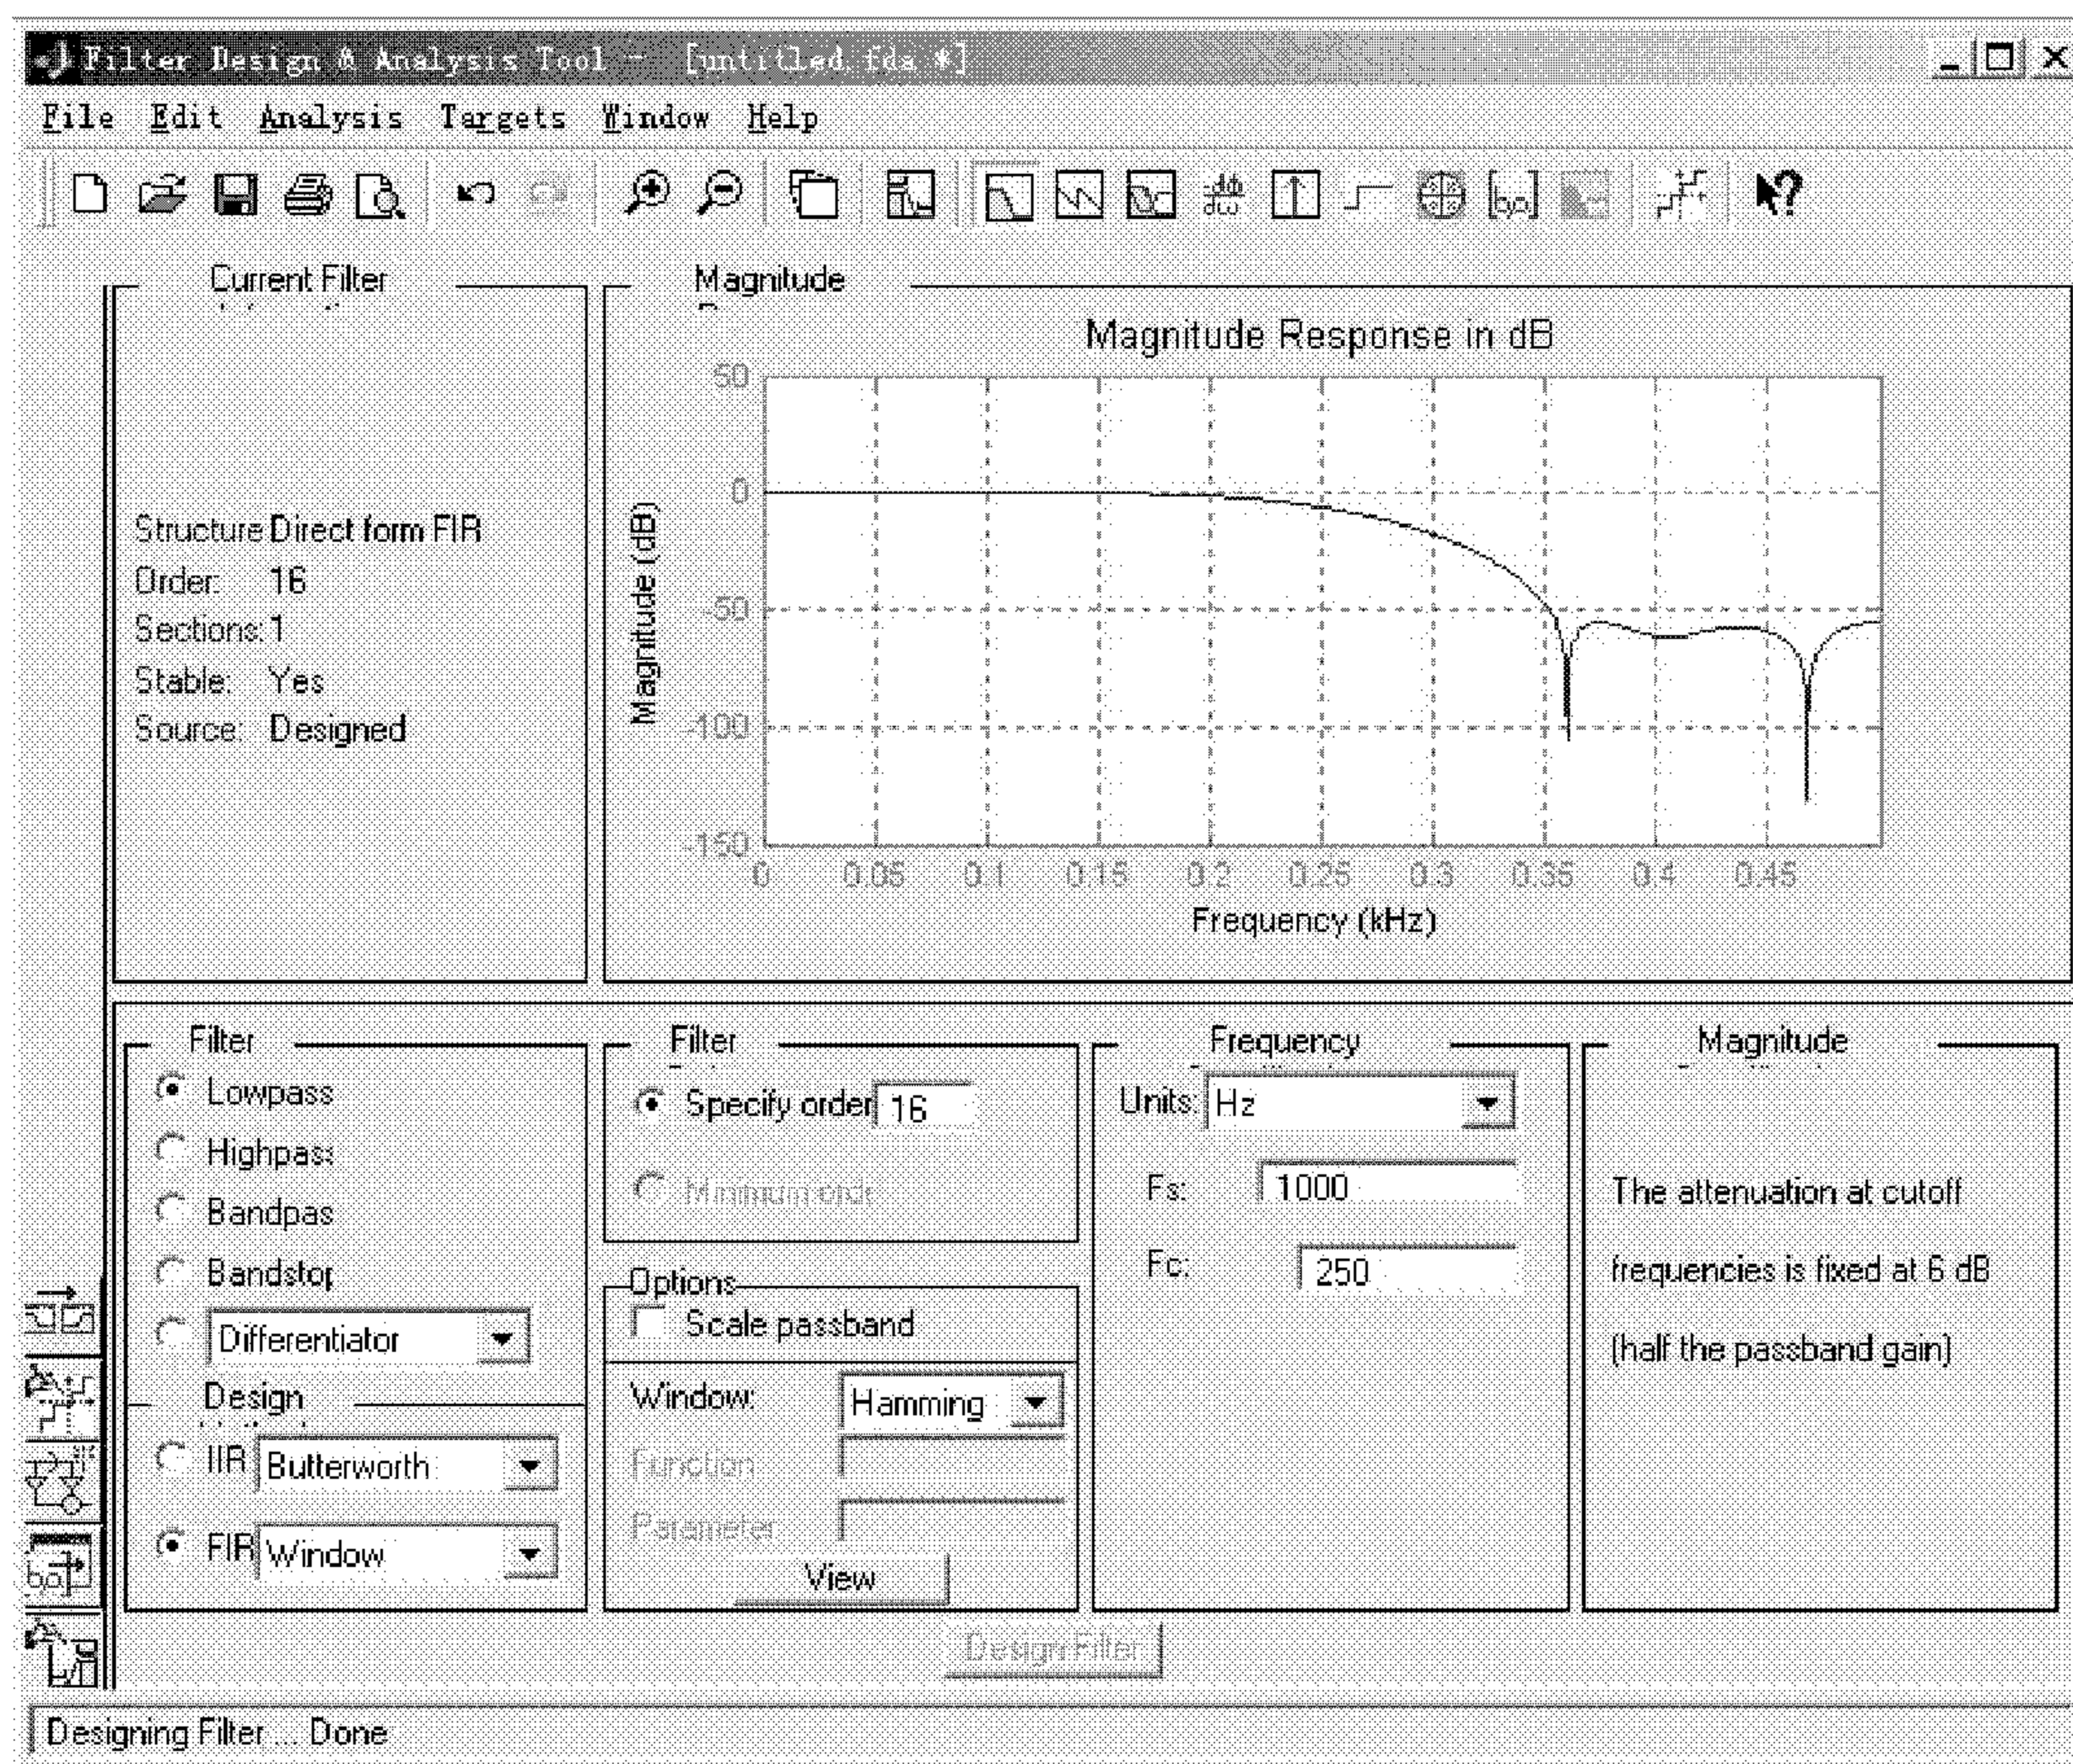 Filter Design & Analysis Tool - [untitled.fda *]
File Edit Analysis Targets Window Help
Current Filter
Structure Direct form FIR
Order: 16
Sections: 1
Stable: Yes
Source: Designed
Magnitude
Magnitude Response in dB
Magnitude (dB)
50
0
-50
-100
-150
0 0.05 0.1 0.15 0.2 0.25 0.3 0.35 0.4 0.45
Frequency (kHz)
Filter
Lowpass
Highpass
Bandpas
Bandstop
Differentiator
Design
IIR Butterworth
FIR Window
Filter
Specify order 16
Minimum orde
Options
Scale passband
Window: Hamming
Function
Parameter
View
Frequency
Units: Hz
Fs: 1000
Fc: 250
Magnitude
The attenuation at cutoff
frequencies is fixed at 6 dB
(half the passband gain)
Design Filter
Designing Filter ... Done